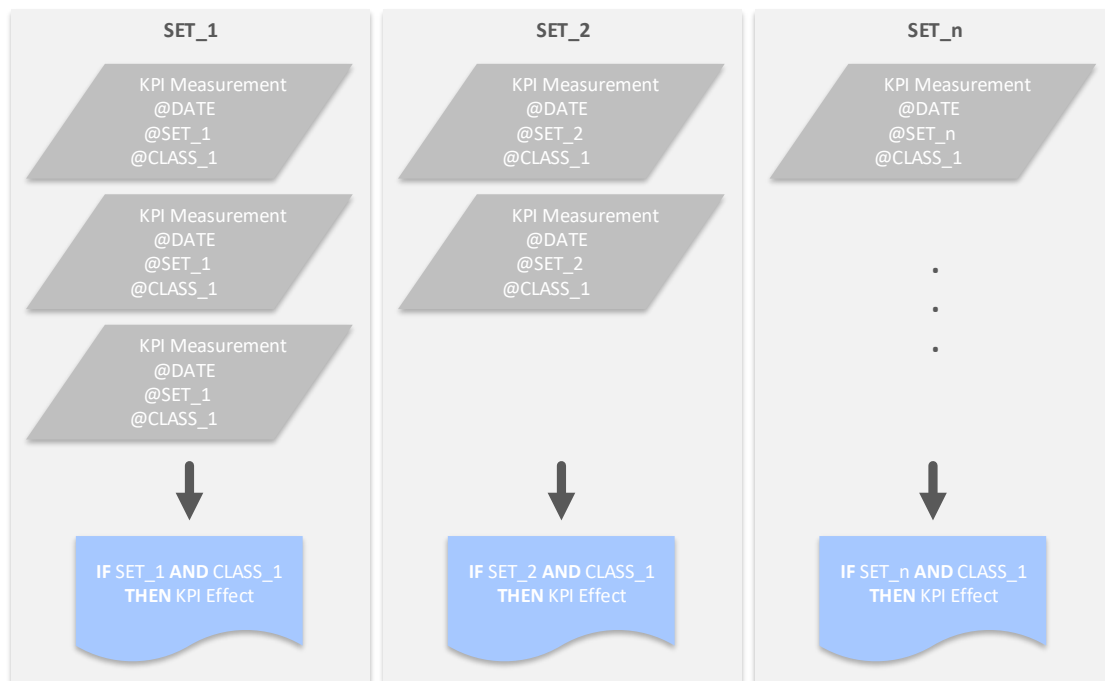 SET_1
KPI Measurement
@DATE
@SET_1
@CLASS_1
KPI Measurement
@DATE
@SET_1
@CLASS_1
KPI Measurement
@DATE
@SET_1
@CLASS_1
IF SET_1 AND CLASS_1
THEN KPI Effect
SET_2
KPI Measurement
@DATE
@SET_2
@CLASS_1
KPI Measurement
@DATE
@SET_2
@CLASS_1
IF SET_2 AND CLASS_1
THEN KPI Effect
SET_n
KPI Measurement
@DATE
@SET_n
@CLASS_1
.
.
.
IF SET_n AND CLASS_1
THEN KPI Effect